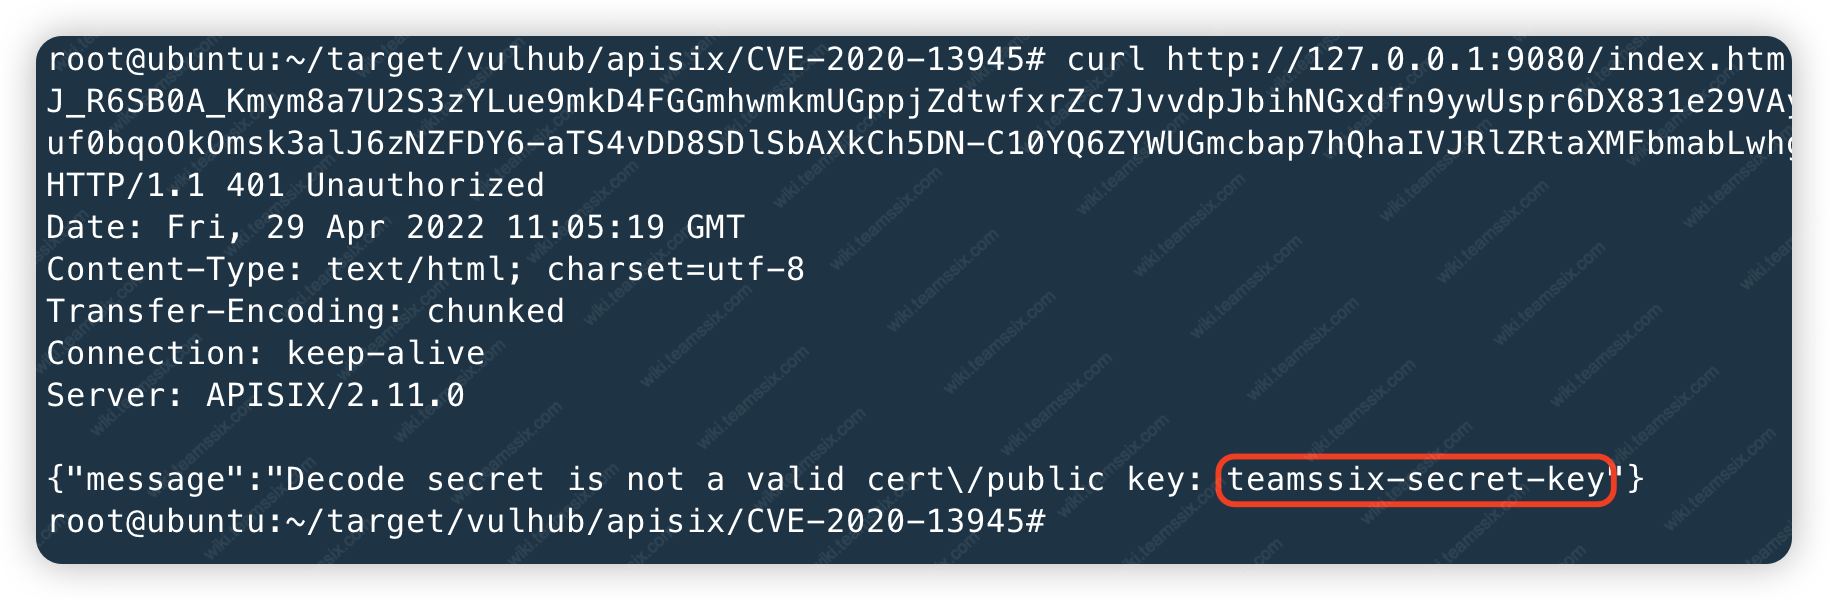 root@ubuntu:~/target/vulhub/apisix/CVE-2020-13945# curl http://127.0.0.1:9080/index.htm
J_R6SB0A_Kmym8a7U2S3zYLue9mkD4FGGmhwmkmUGppjZdtwfxrZc7JvvdpJbihNGxdfn9ywUspr6DX831e29VAy
uf0bqoOkOmsk3alJ6zNZFDY6-aTS4vDD8SDlSbAXkCh5DN-C10YQ6ZYWUGmcbap7hQhaIVJRlZRtaXMFbmabLwhg
HTTP/1.1 401 Unauthorized
Date: Fri, 29 Apr 2022 11:05:19 GMT
Content-Type: text/html; charset=utf-8
Transfer-Encoding: chunked
Connection: keep-alive
Server: APISIX/2.11.0
{"message":"Decode secret is not a valid cert\/public key: teamssix-secret-key"}
root@ubuntu:~/target/vulhub/apisix/CVE-2020-13945#
wiki.teamssix.com